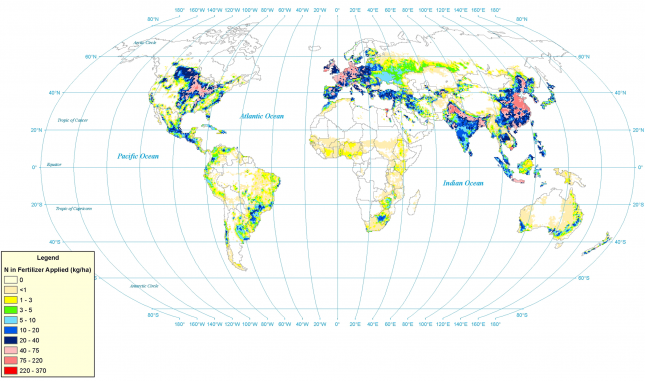 80°N 80°N
180° 160°W 140°W 120°W 100°W 80°W 60°W 40°W 20°W 0° 20°E 40°E 60°E 80°E 100°E 120°E 140°E 160°E 180°
Arctic Circle
60°N 60°N
40°N 40°N
Atlantic Ocean
Tropic of Cancer
20°N 20°N
Pacific Ocean
Equator
0° 0°
Indian Ocean
20°S 20°S
Tropic of Capricorn
40°S 40°S
Legend
N in Fertilizer Applied (kg/ha)
0
<1
1 - 3
3 - 5
5 - 10
10 - 20
20 - 40
40 - 75
75 - 220
220 - 370
60°S 60°S
Antarctic Circle
80°S 80°S
180° 160°W 140°W 120°W 100°W 80°W 60°W 40°W 20°W 0° 20°E 40°E 60°E 80°E 100°E 120°E 140°E 160°E 180°